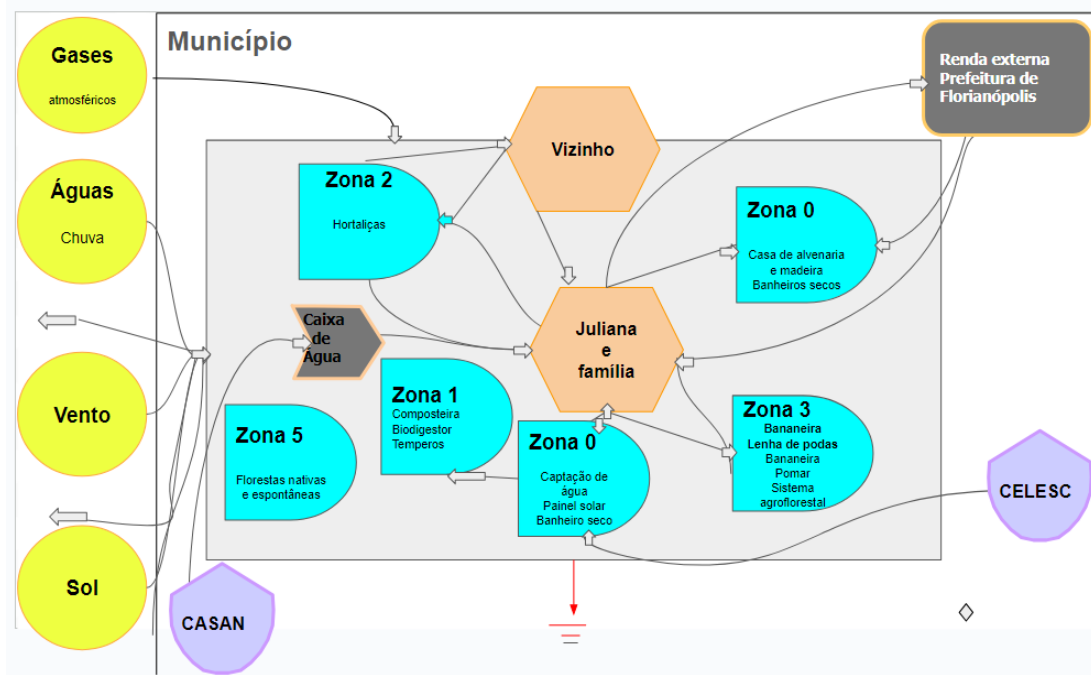 Município
Gases
atmosféricos
Águas
Chuva
Vento
Sol
CASAN
Renda externa
Prefeitura de
Florianópolis
Vizinho
Zona 2
Hortaliças
Zona 0
Casa de alvenaria
e madeira
Banheiros secos
Caixa
de
Água
Juliana
e
família
Zona 1
Composteira
Biodigestor
Temperos
Zona 5
Florestas nativas
e espontâneas
Zona 0
Captação de
água
Painel solar
Banheiro seco
Zona 3
Bananeira
Lenha de podas
Bananeira
Pomar
Sistema
agroflorestal
CELESC